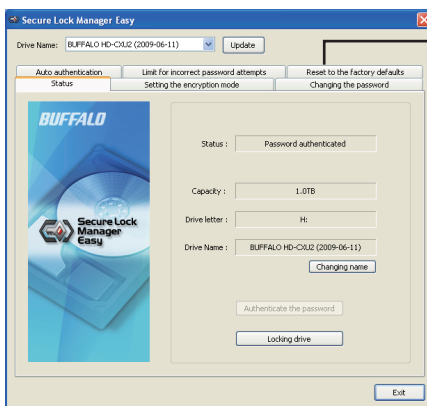 Secure Lock Manager Easy
Drive Name: BUFFALO HD-CXU2 (2009-06-11) Update
Auto authentication Limit for incorrect password attempts Reset to the factory defaults
Status Setting the encryption mode Changing the password
BUFFALO
Status : Password authenticated
Capacity : 1.0TB
Secure Lock
Manager
Easy
Drive letter : H:
Drive Name : BUFFALO HD-CXU2 (2009-06-11)
Changing name
Authenticate the password
Locking drive
Exit